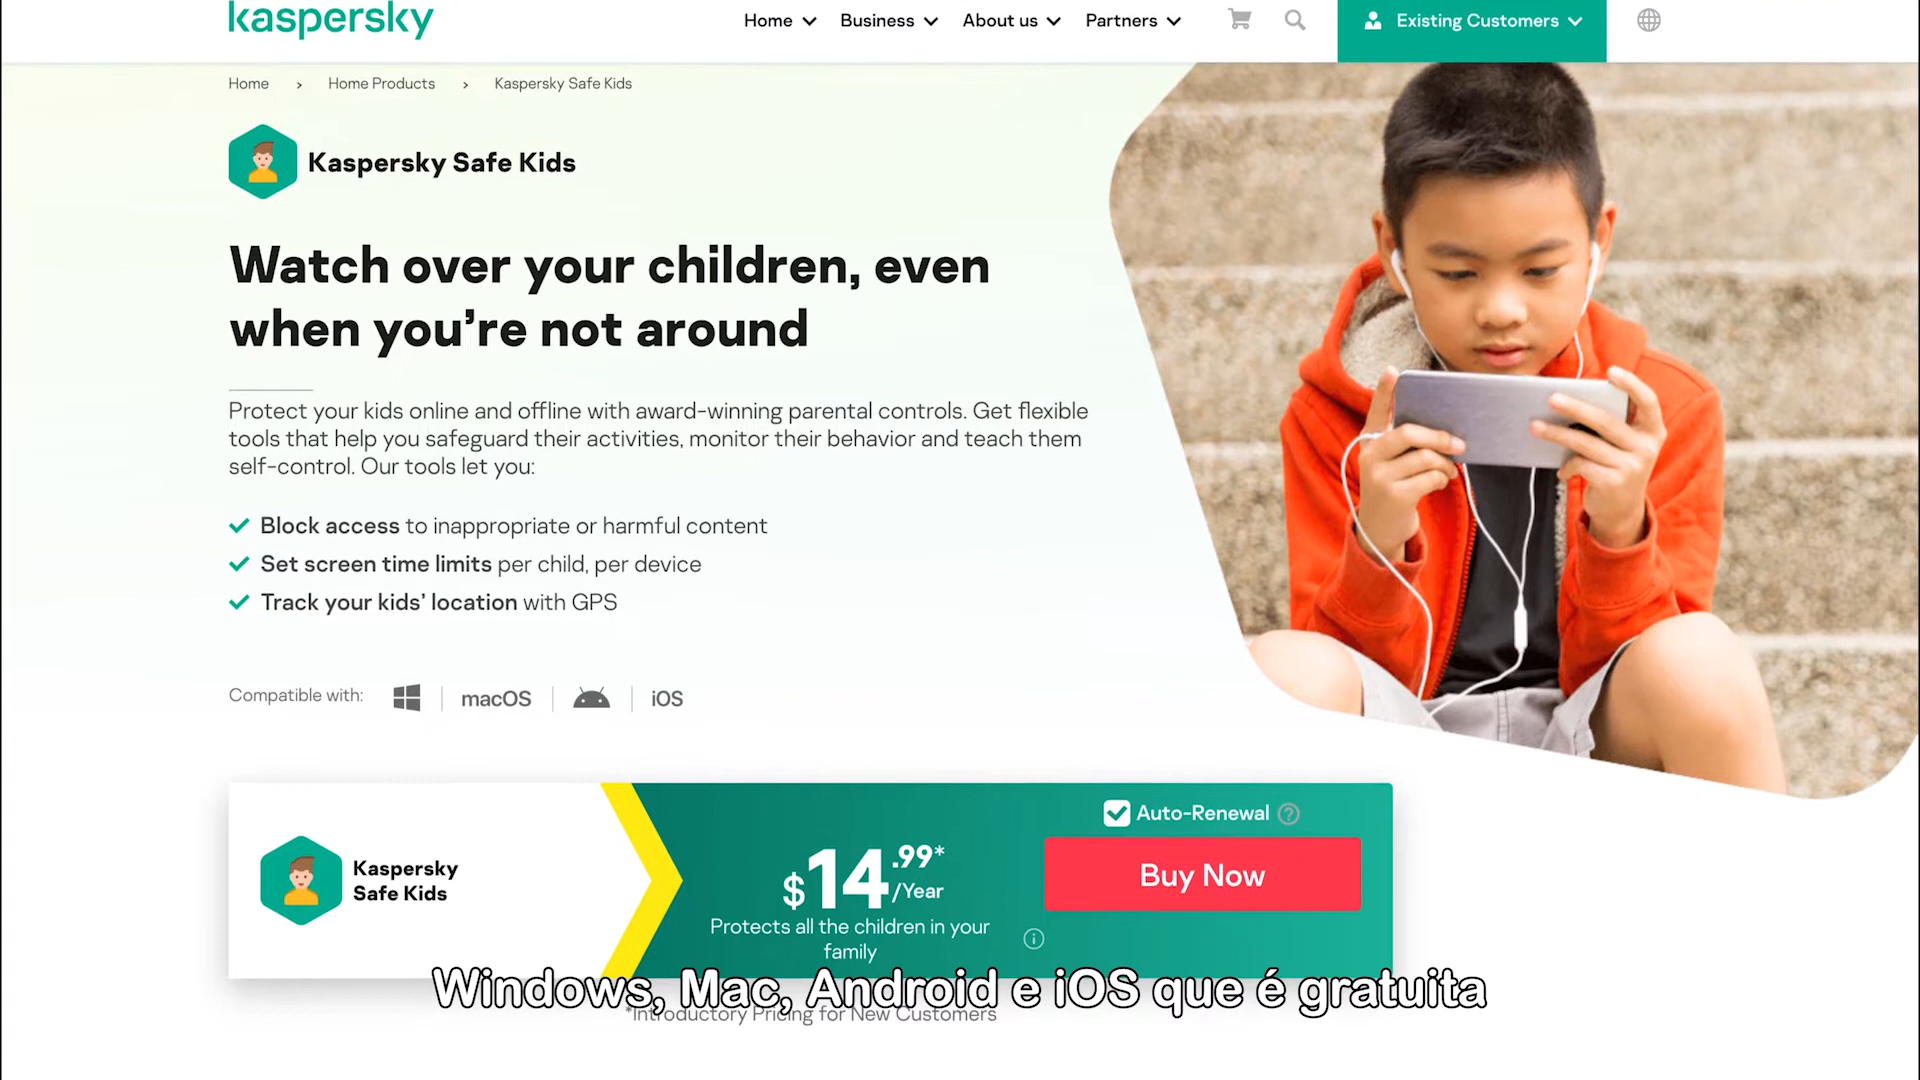 kaspersky
Home
Business
About us
Partners
Existing Customers
Home › Home Products › Kaspersky Safe Kids
Kaspersky Safe Kids
Watch over your children, even
when you're not around
Protect your kids online and offline with award-winning parental controls. Get flexible
tools that help you safeguard their activities, monitor their behavior and teach them
self-control. Our tools let you:
Block access to inappropriate or harmful content
Set screen time limits per child, per device
Track your kids' location with GPS
Compatible with:
macOS
iOS
Kaspersky
Safe Kids
$14.99*
/Year
Protects all the children in your
family
Auto-Renewal
Buy Now
Windows, Mac, Android e iOS que é gratuita
*Introductory Pricing for New Customers